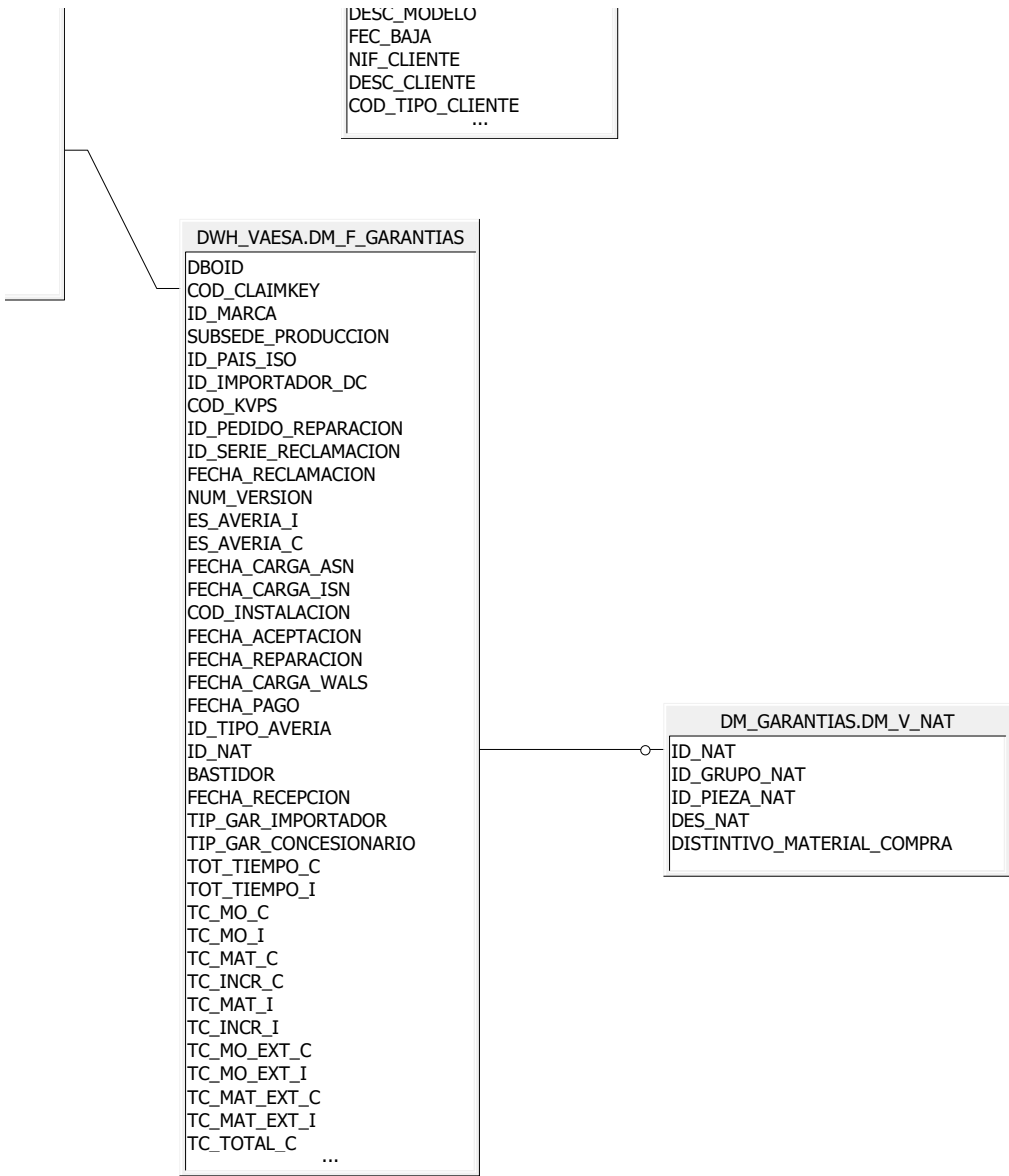 DESC_MODELO
FEC_BAJA
NIF_CLIENTE
DESC_CLIENTE
COD_TIPO_CLIENTE
...
DWH_VAESA.DM_F_GARANTIAS
DBOID
COD_CLAIMKEY
ID_MARCA
SUBSEDE_PRODUCCION
ID_PAIS_ISO
ID_IMPORTADOR_DC
COD_KVPS
ID_PEDIDO_REPARACION
ID_SERIE_RECLAMACION
FECHA_RECLAMACION
NUM_VERSION
ES_AVERIA_I
ES_AVERIA_C
FECHA_CARGA_ASN
FECHA_CARGA_ISN
COD_INSTALACION
FECHA_ACEPTACION
FECHA_REPARACION
FECHA_CARGA_WALS
FECHA_PAGO
ID_TIPO_AVERIA
ID_NAT
BASTIDOR
FECHA_RECEPCION
TIP_GAR_IMPORTADOR
TIP_GAR_CONCESIONARIO
TOT_TIEMPO_C
TOT_TIEMPO_I
TC_MO_C
TC_MO_I
TC_MAT_C
TC_INCR_C
TC_MAT_I
TC_INCR_I
TC_MO_EXT_C
TC_MO_EXT_I
TC_MAT_EXT_C
TC_MAT_EXT_I
TC_TOTAL_C
...
DM_GARANTIAS.DM_V_NAT
ID_NAT
ID_GRUPO_NAT
ID_PIEZA_NAT
DES_NAT
DISTINTIVO_MATERIAL_COMPRA